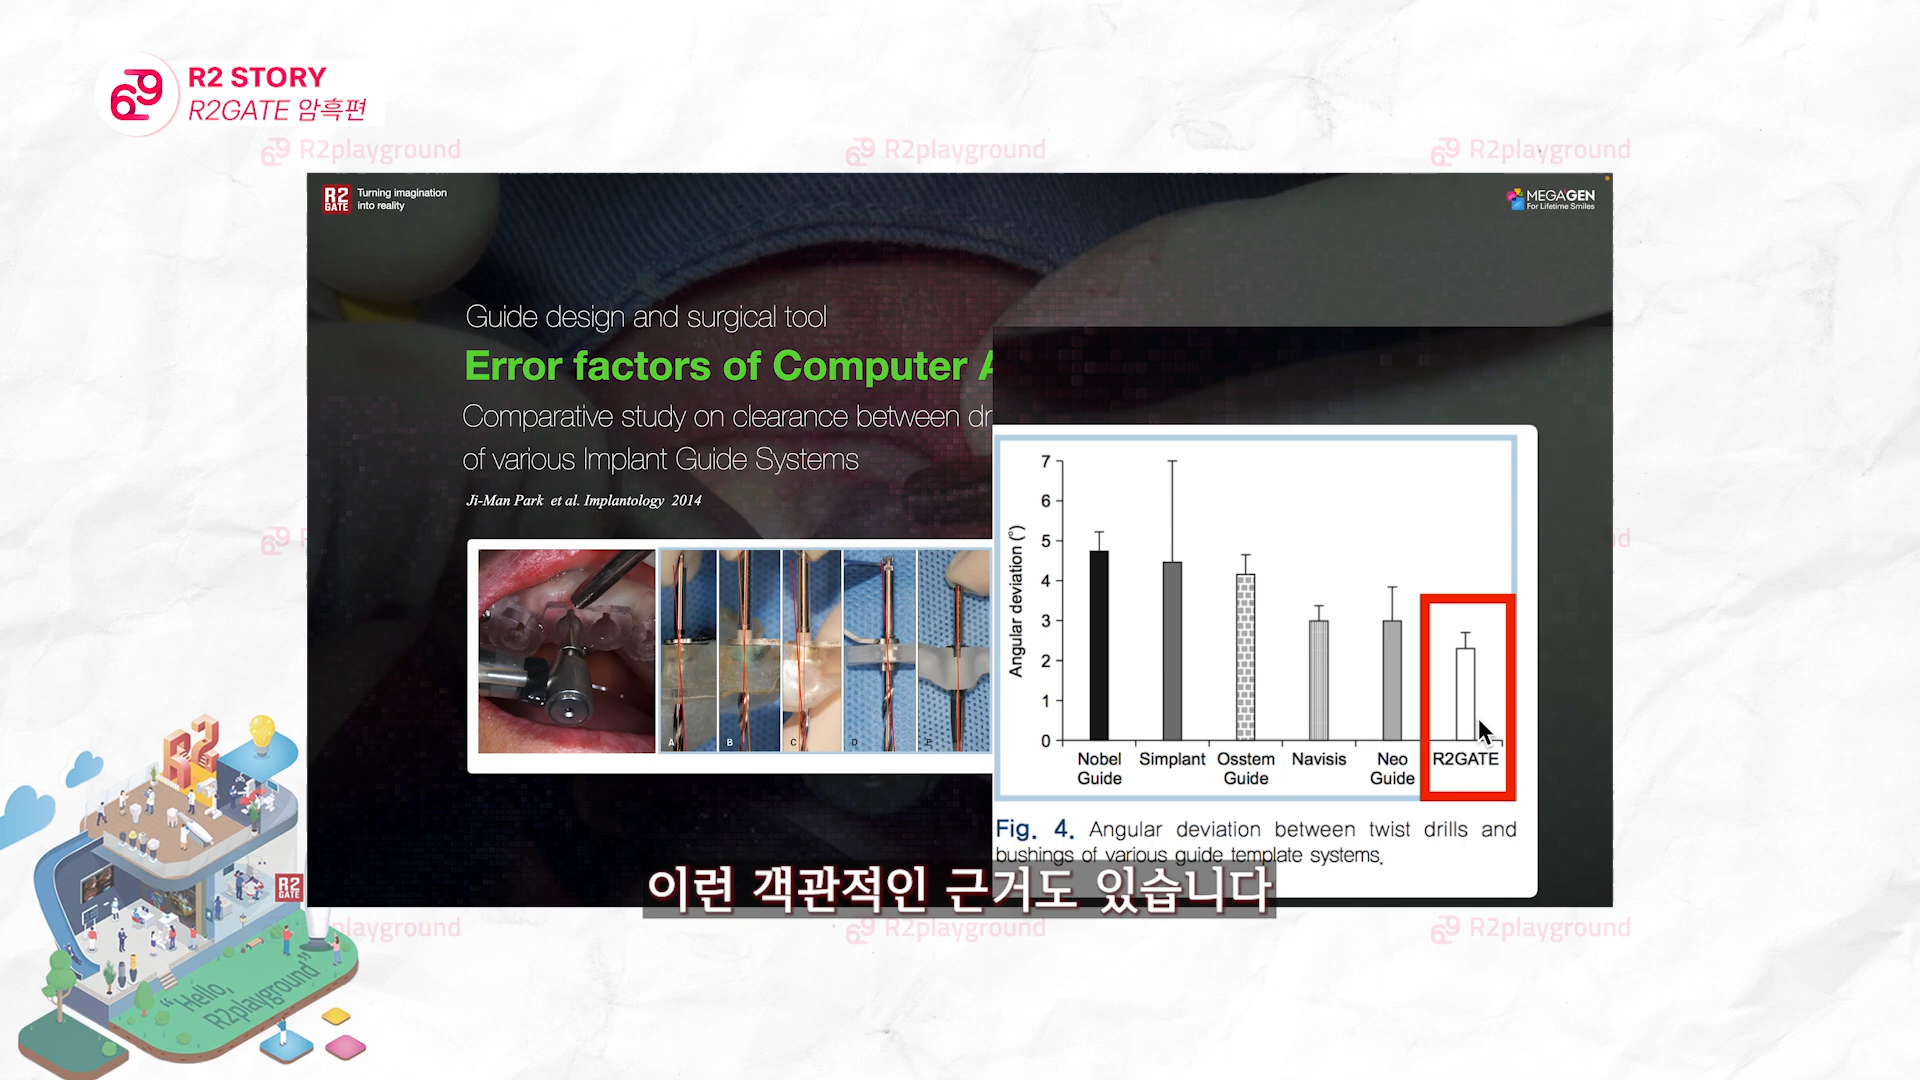 R2 STORY
R2GATE 암흑편
R2playground
R2playground
R2playground
R2 GATE
Turning imagination
into reality
MEGA'GEN
For Lifetime Smiles
Guide design and surgical tool
Error factors of Computer A
Comparative study on clearance between dr
of various Implant Guide Systems
Ji-Man Park et al. Implantology 2014
A B C D E
7
6
5
4
3
2
1
0
Angular deviation (°)
Nobel Guide
Simplant
Osstem Guide
Navisis
Neo Guide
R2GATE
Fig. 4. Angular deviation between twist drills and
bushings of various guide template systems.
이런 객관적인 근거도 있습니다
playground
R2playground
R2playground
R2
R2 GATE
"Hello,
R2playground"